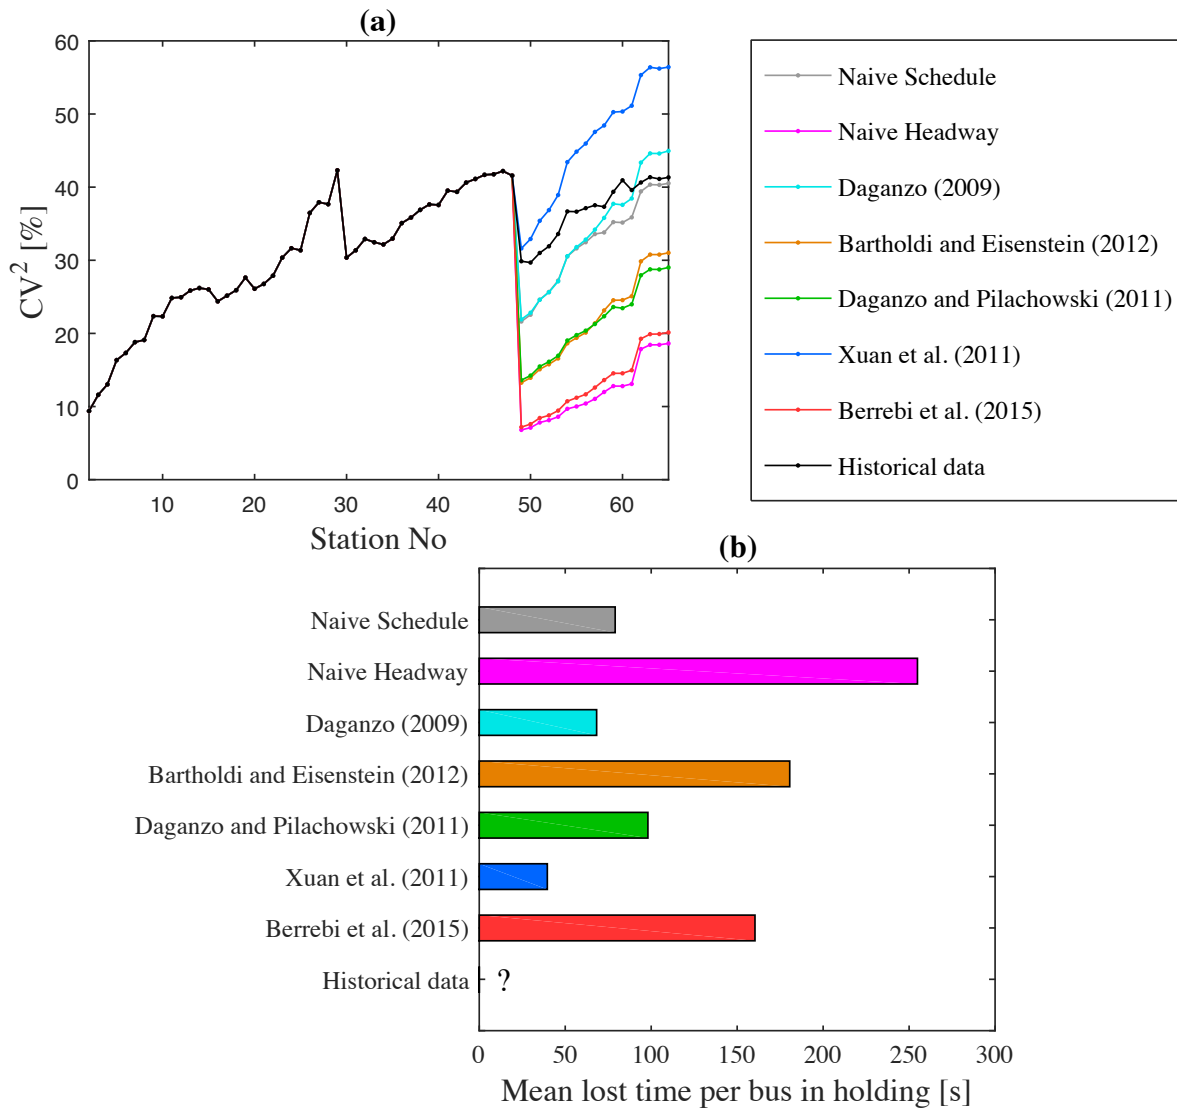 (a)
60
50
40
30
20
10
0
CV² [%]
10
20
30
40
50
60
Station No
Naive Schedule
Naive Headway
Daganzo (2009)
Bartholdi and Eisenstein (2012)
Daganzo and Pilachowski (2011)
Xuan et al. (2011)
Berrebi et al. (2015)
Historical data
(b)
Naive Schedule
Naive Headway
Daganzo (2009)
Bartholdi and Eisenstein (2012)
Daganzo and Pilachowski (2011)
Xuan et al. (2011)
Berrebi et al. (2015)
Historical data ?
0 50 100 150 200 250 300
Mean lost time per bus in holding [s]